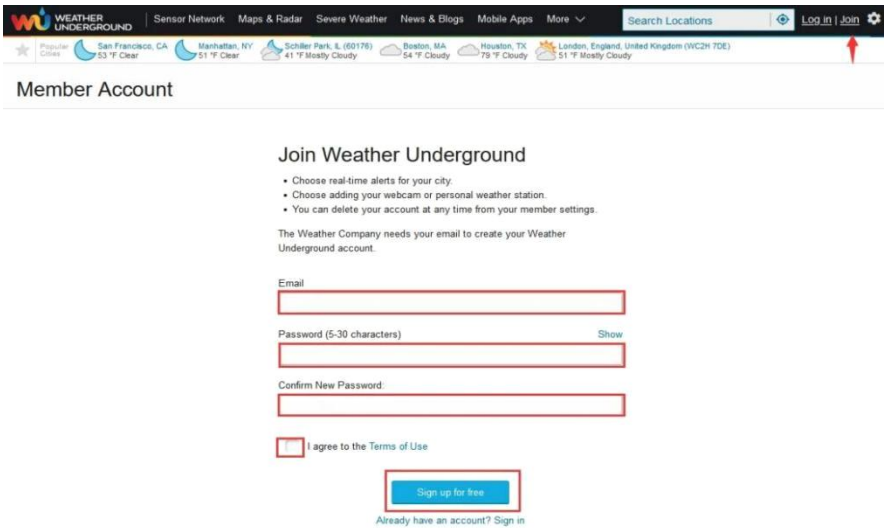 WEATHER UNDERGROUND Sensor Network Maps & Radar Severe Weather News & Blogs Mobile Apps More Search Locations Log in | Join
Popular Cities San Francisco, CA 53 °F Clear Manhattan, NY 51 °F Clear Schiller Park, IL (60176) 41 °F Mostly Cloudy Boston, MA 54 °F Cloudy Houston, TX 79 °F Cloudy London, England, United Kingdom (WC2H 7DE) 51 °F Mostly Cloudy
Member Account
Join Weather Underground
• Choose real-time alerts for your city.
• Choose adding your webcam or personal weather station.
• You can delete your account at any time from your member settings.
The Weather Company needs your email to create your Weather
Underground account.
Email
Password (5-30 characters) Show
Confirm New Password:
I agree to the Terms of Use
Sign up for free
Already have an account? Sign in